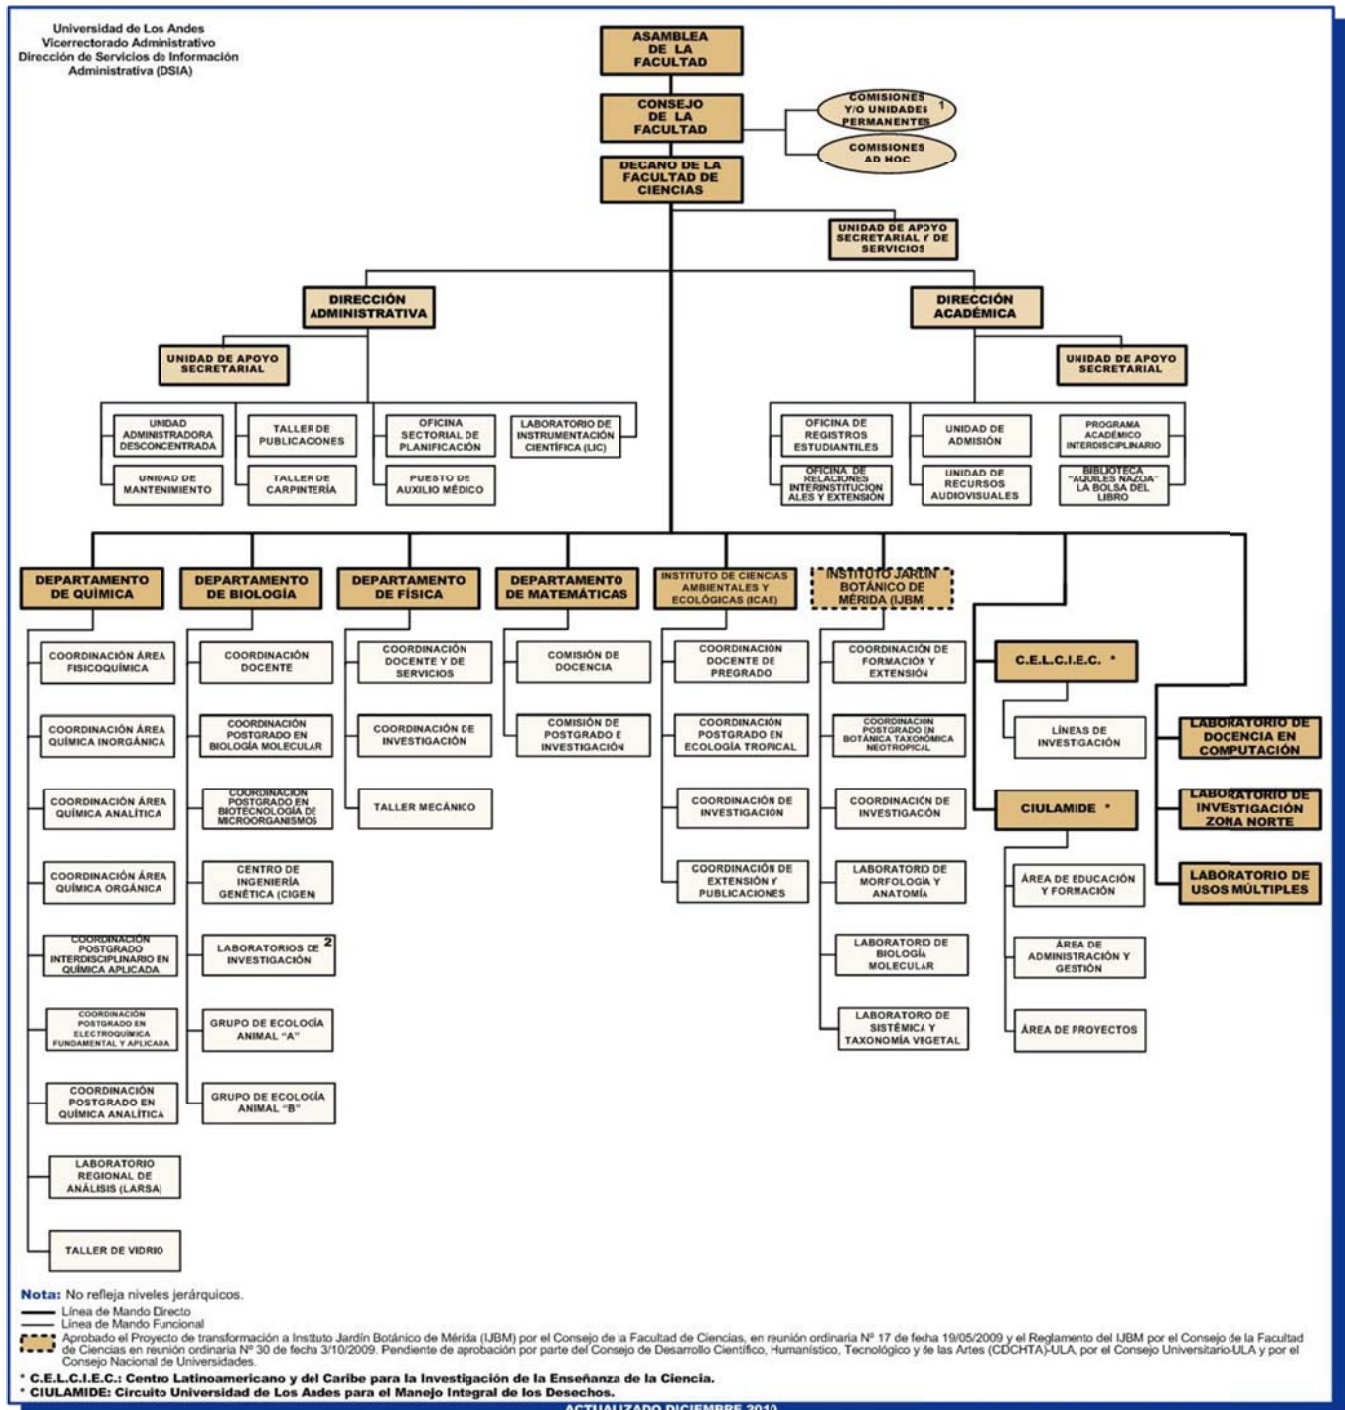 Universidad de Los Andes
Vicerrectorado Administrativo
Dirección de Servicios de Información
Administrativa (DSIA)
ASAMBLEA
DE LA
FACULTAD
CONSEJO
DE LA
FACULTAD
COMISIONES
Y/O UNIDADES 1
PERMANENTES
COMISIONES
AD HOC
DECANO DE LA
FACULTAD DE
CIENCIAS
UNIDAD DE APOYO
SECRETARIAL Y DE
SERVICIOS
DIRECCIÓN
ADMINISTRATIVA
DIRECCIÓN
ACADÉMICA
UNIDAD DE APOYO
SECRETARIAL
UNIDAD DE APOYO
SECRETARIAL
UNIDAD
ADMINISTRADORA
DESCONCENTRADA
TALLER DE
PUBLICACONES
OFICINA
SECTORIAL DE
PLANIFICACIÓN
LABORATORIO DE
INSTRUMENTACIÓN
CIENTÍFICA (LIC)
UNIDAD DE
MANTENIMIENTO
TALLER DE
CARPINTERÍA
PUESTO DE
AUXILIO MÉDICO
OFICINA DE
REGISTROS
ESTUDIANTILES
UNIDAD DE
ADMISIÓN
PROGRAMA
ACADÉMICO
INTERDISCIPLINARIO
OFICINA DE
RELACIONES
INTERINSTITUCION
ALES Y EXTENSIÓN
UNIDAD DE
RECURSOS
AUDIOVISUALES
BIBLIOTECA
"AQUILES NAZOA"
LA BOLSA DEL
LIBRO
DEPARTAMENTO
DE QUÍMICA
DEPARTAMENTO
DE BIOLOGÍA
DEPARTAMENTO
DE FÍSICA
DEPARTAMENTO
DE MATEMÁTICAS
INSTITUTO DE CIENCIAS
AMBIENTALES Y
ECOLÓGICAS (ICAE)
INSTITUTO JARDÍN
BOTÁNICO DE
MÉRIDA (IJBM
COORDINACIÓN ÁREA
FISICOQUÍMICA
COORDINACIÓN ÁREA
QUÍMICA INORGÁNICA
COORDINACIÓN ÁREA
QUÍMICA ANALÍTICA
COORDINACIÓN ÁREA
QUÍMICA ORGÁNICA
COORDINACIÓN
POSTGRADO
INTERDISCIPLINARIO EN
QUÍMICA APLICADA
COORDINACIÓN
POSTGRADO EN
ELECTROQUÍMICA
FUNDAMENTAL Y APLICADA
COORDINACIÓN
POSTGRADO EN
QUÍMICA ANALÍTICA
LABORATORIO
REGIONAL DE
ANÁLISIS (LARSA)
TALLER DE VIDRIO
COORDINACIÓN
DOCENTE
COORDINACIÓN
POSTGRADO EN
BIOLOGÍA MOLECULAR
COORDINACIÓN
POSTGRADO EN
BIOTECNOLOGÍA DE
MICROORGANISMOS
CENTRO DE
INGENIERÍA
GENÉTICA (CIGEN)
LABORATORIOS DE 2
INVESTIGACIÓN
GRUPO DE ECOLOGÍA
ANIMAL "A"
GRUPO DE ECOLOGÍA
ANIMAL "B"
COORDINACIÓN
DOCENTE Y DE
SERVICIOS
COORDINACIÓN DE
INVESTIGACIÓN
TALLER MECÁNICO
COMISIÓN DE
DOCENCIA
COMISIÓN DE
POSTGRADO E
INVESTIGACIÓN
COORDINACIÓN
DOCENTE DE
PREGRADO
COORDINACIÓN
POSTGRADO EN
ECOLOGÍA TROPICAL
COORDINACIÓN DE
INVESTIGACIÓN
COORDINACIÓN DE
EXTENSIÓN Y
PUBLICACIONES
COORDINACIÓN DE
FORMACIÓN Y
EXTENSIÓN
COORDINACIÓN
POSTGRADO EN
BOTÁNICA TAXONÓMICA
NEOTROPICAL
COORDINACIÓN DE
INVESTIGACÓN
LABORATORO DE
MORFOLOGÍA Y
ANATOMÍA
LABORATORO DE
BIOLOGÍA
MOLECULAR
LABORATORO DE
SISTÉMICA Y
TAXONOMÍA VEGETAL
C.E.L.C.I.E.C. *
LÍNEAS DE
INVESTIGACIÓN
CIULAMIDE *
ÁREA DE EDUCACIÓN
Y FORMACIÓN
ÁREA DE
ADMINISTRACIÓN Y
GESTIÓN
ÁREA DE PROYECTOS
LABORATORIO DE
DOCENCIA EN
COMPUTACIÓN
LABORATORIO DE
INVESTIGACIÓN
ZONA NORTE
LABORATORIO DE
USOS MÚLTIPLES
Nota: No refleja niveles jerárquicos.
Línea de Mando Directo
Línea de Mando Funcional
Aprobado el Proyecto de transformación a Instituto Jardín Botánico de Mérida (IJBM) por el Consejo de a Facultad de Ciencias, en reunión ordinaria Nº 17 de feha 19/05/2009 y el Reglamento del IJBM por el Consejo de la Facultad
de Ciencias en reunión ordinaria Nº 30 de fecha 3/10/2009. Pendiente de aprobación por parte del Consejo de Desarrollo Científico, Humanístico, Tecnológico y de las Artes (CDCHTA)-ULA, por el Consejo Universitario-ULA y por el
Consejo Nacional de Universidades.
* C.E.L.C.I.E.C.: Centro Latinoamericano y del Caribe para la Investigación de la Enseñanza de la Ciencia.
* CIULAMIDE: Circuito Universidad de Los Andes para el Manejo Integral de los Desechos.
ACTUALIZADO DICIEMBRE 2010